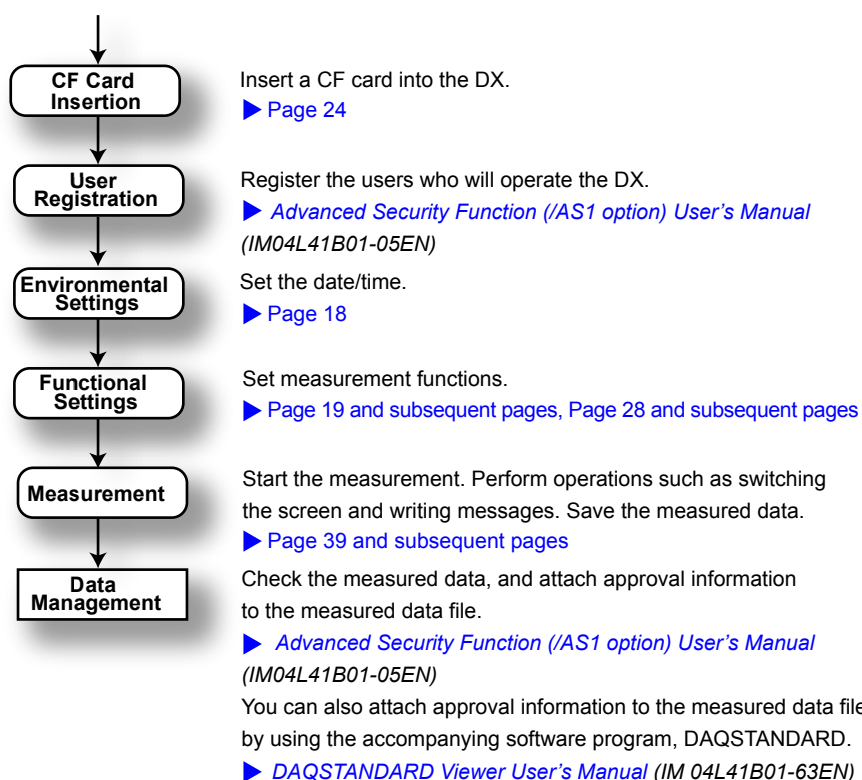 CF Card
Insertion
Insert a CF card into the DX.
▶ Page 24
User
Registration
Register the users who will operate the DX.
▶ Advanced Security Function (/AS1 option) User's Manual
(IM04L41B01-05EN)
Environmental
Settings
Set the date/time.
▶ Page 18
Functional
Settings
Set measurement functions.
▶ Page 19 and subsequent pages, Page 28 and subsequent pages
Measurement
Start the measurement. Perform operations such as switching
the screen and writing messages. Save the measured data.
▶ Page 39 and subsequent pages
Data
Management
Check the measured data, and attach approval information
to the measured data file.
▶ Advanced Security Function (/AS1 option) User's Manual
(IM04L41B01-05EN)
You can also attach approval information to the measured data file
by using the accompanying software program, DAQSTANDARD.
▶ DAQSTANDARD Viewer User's Manual (IM 04L41B01-63EN)